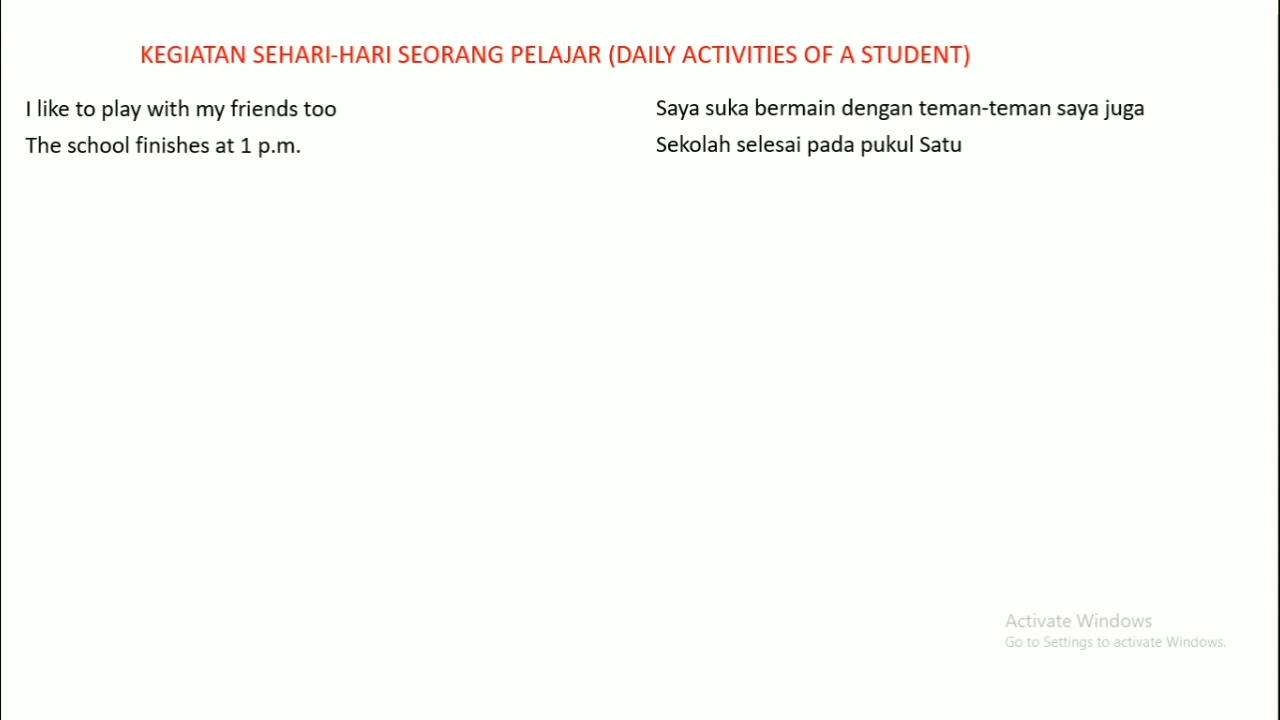 KEGIATAN SEHARI-HARI SEORANG PELAJAR (DAILY ACTIVITIES OF A STUDENT)
I like to play with my friends too
Saya suka bermain dengan teman-teman saya juga
The school finishes at 1 p.m.
Sekolah selesai pada pukul Satu
Activate Windows
Go to Settings to activate Windows.